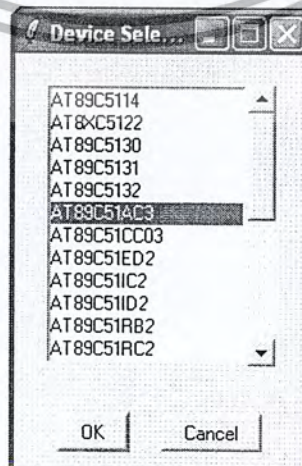 Device Sele...
AT89C5114
AT8XC5122
AT89C5130
AT89C5131
AT89C5132
AT89C51AC3
AT89C51CC03
AT89C51ED2
AT89C51IC2
AT89C51ID2
AT89C51RB2
AT89C51RC2
OK Cancel